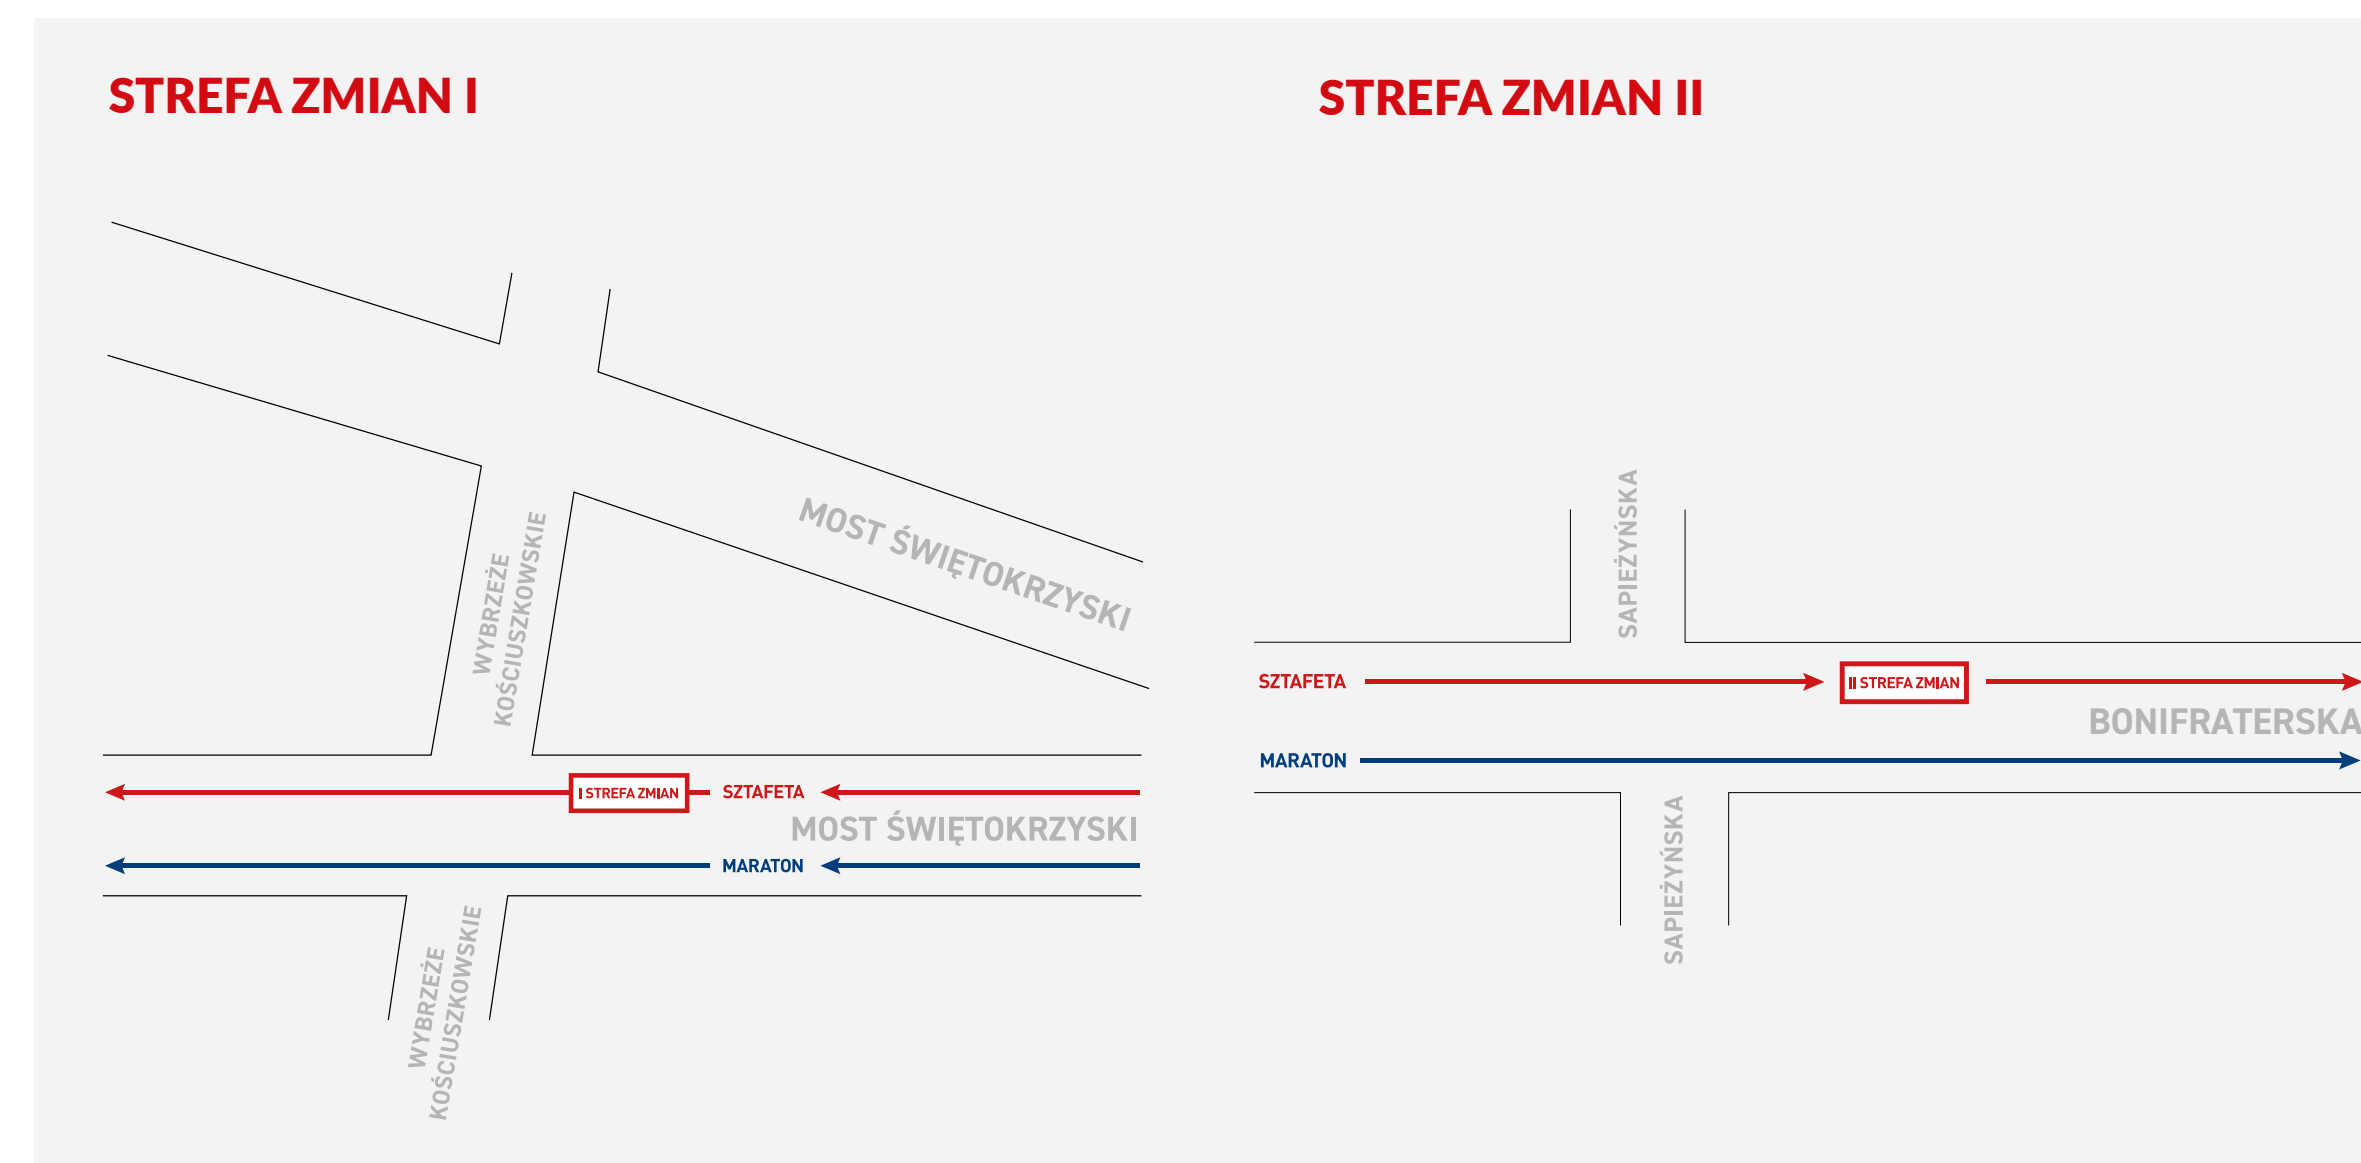 STREFA ZMIAN I
MOST ŚWIĘTOKRZYSKI
WYBRZEŻE
KOŚCIUSZKOWSKIE
I STREFA ZMIAN
SZTAFETA
MOST ŚWIĘTOKRZYSKI
MARATON
WYBRZEŻE
KOŚCIUSZKOWSKIE
STREFA ZMIAN II
SAPIEŻYŃSKA
SZTAFETA
II STREFA ZMIAN
BONIFRATERSKA
MARATON
SAPIEŻYŃSKA